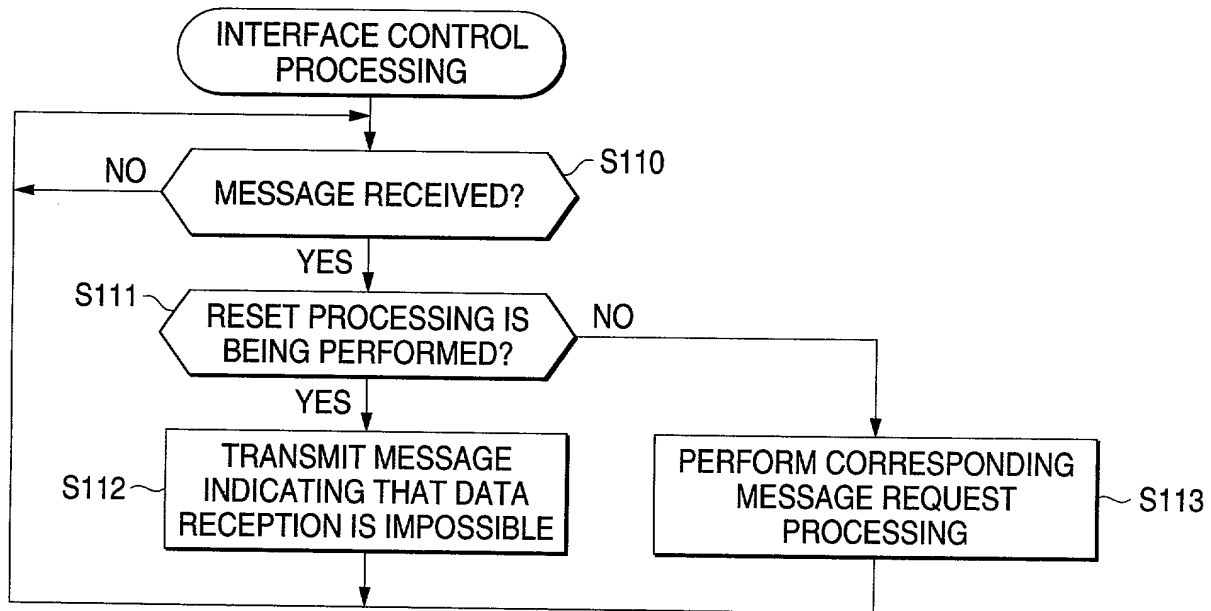 INTERFACE CONTROL
PROCESSING
NO
MESSAGE RECEIVED?
S110
YES
S111
RESET PROCESSING IS
BEING PERFORMED?
NO
YES
S112
TRANSMIT MESSAGE
INDICATING THAT DATA
RECEPTION IS IMPOSSIBLE
PERFORM CORRESPONDING
MESSAGE REQUEST
PROCESSING
S113